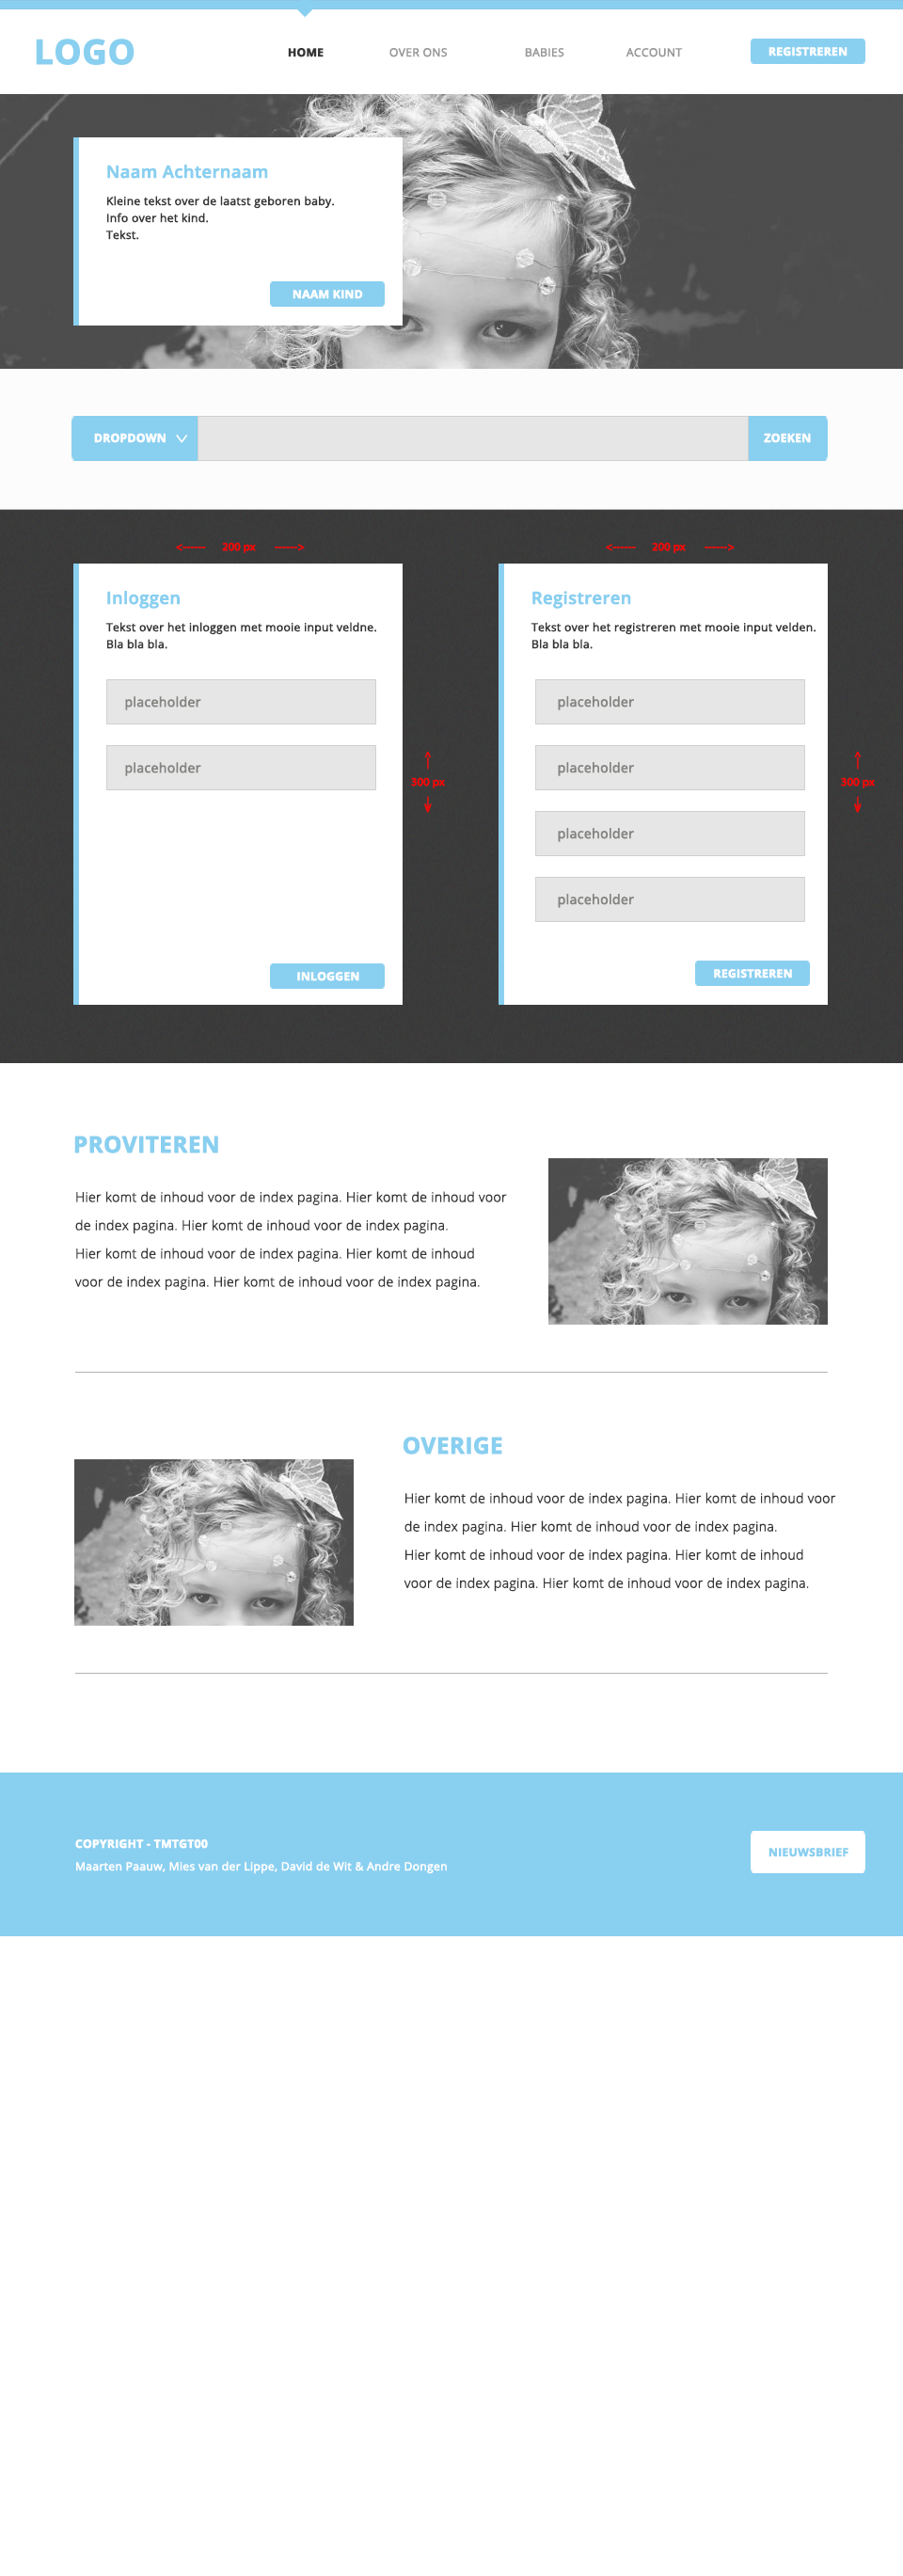 LOGO
HOME
OVER ONS
BABIES
ACCOUNT
REGISTREREN
Naam Achternaam
Kleine tekst over de laatst geboren baby.
Info over het kind.
Tekst.
NAAM KIND
DROPDOWN
ZOEKEN
200 px
200 px
Inloggen
Tekst over het inloggen met mooie input veldne.
Bla bla bla.
placeholder
placeholder
300 px
INLOGGEN
Registreren
Tekst over het registreren met mooie input velden.
Bla bla bla.
placeholder
placeholder
placeholder
placeholder
300 px
REGISTREREN
PROVITEREN
Hier komt de inhoud voor de index pagina. Hier komt de inhoud voor
de index pagina. Hier komt de inhoud voor de index pagina.
Hier komt de inhoud voor de index pagina. Hier komt de inhoud
voor de index pagina. Hier komt de inhoud voor de index pagina.
OVERIGE
Hier komt de inhoud voor de index pagina. Hier komt de inhoud voor
de index pagina. Hier komt de inhoud voor de index pagina.
Hier komt de inhoud voor de index pagina. Hier komt de inhoud
voor de index pagina. Hier komt de inhoud voor de index pagina.
COPYRIGHT - TMTGT00
Maarten Paauw, Mies van der Lippe, David de Wit & Andre Dongen
NIEUWSBRIEF